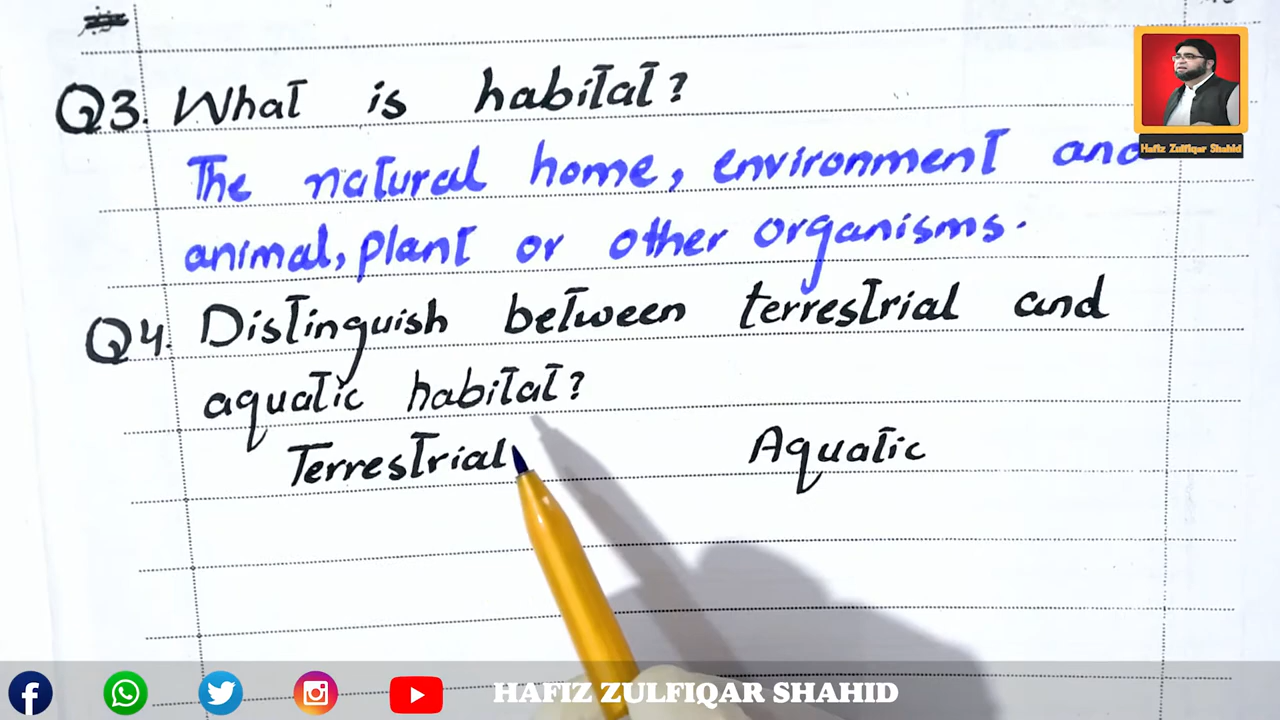 Q3. What is habitat?
The natural home, environment and
animal, plant or other organisms.
Q4. Distinguish between terrestrial and
aquatic habitat?
Terrestrial Aquatic
Hafiz Zulfiqar Shahid
HAFIZ ZULFIQAR SHAHID